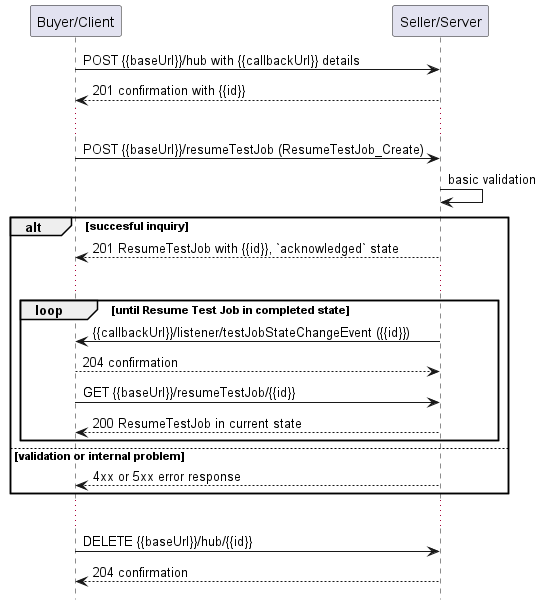 Buyer/Client
Seller/Server
POST {{baseUrl}}/hub with {{callbackUrl}} details
201 confirmation with {{id}}
POST {{baseUrl}}/resumeTestJob (ResumeTestJob_Create)
basic validation
alt [succesful inquiry]
201 ResumeTestJob with {{id}}, `acknowledged` state
loop [until Resume Test Job in completed state]
{{callbackUrl}}/listener/testJobStateChangeEvent ({{id}})
204 confirmation
GET {{baseUrl}}/resumeTestJob/{{id}}
200 ResumeTestJob in current state
[validation or internal problem]
4xx or 5xx error response
DELETE {{baseUrl}}/hub/{{id}}
204 confirmation